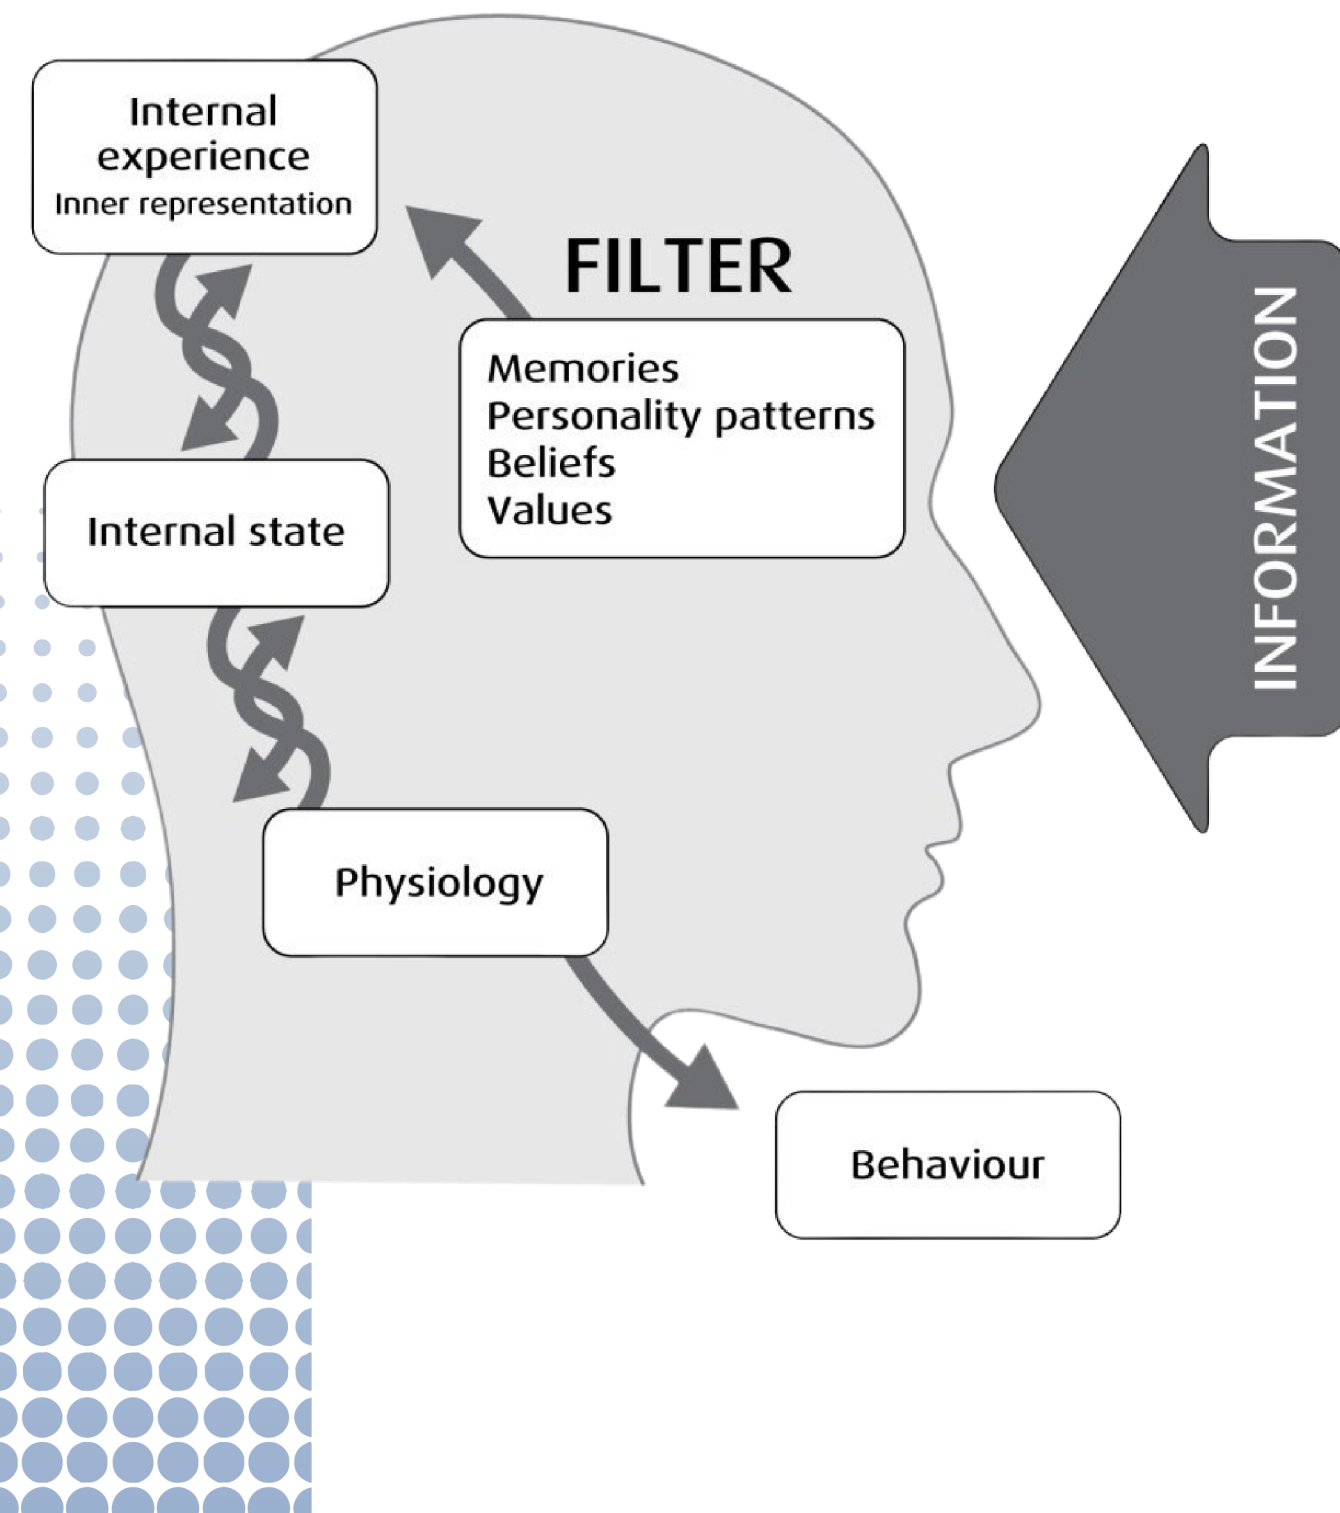 Internal
experience
Inner representation
FILTER
Memories
Personality patterns
Beliefs
Values
INFORMATION
Internal state
Physiology
Behaviour